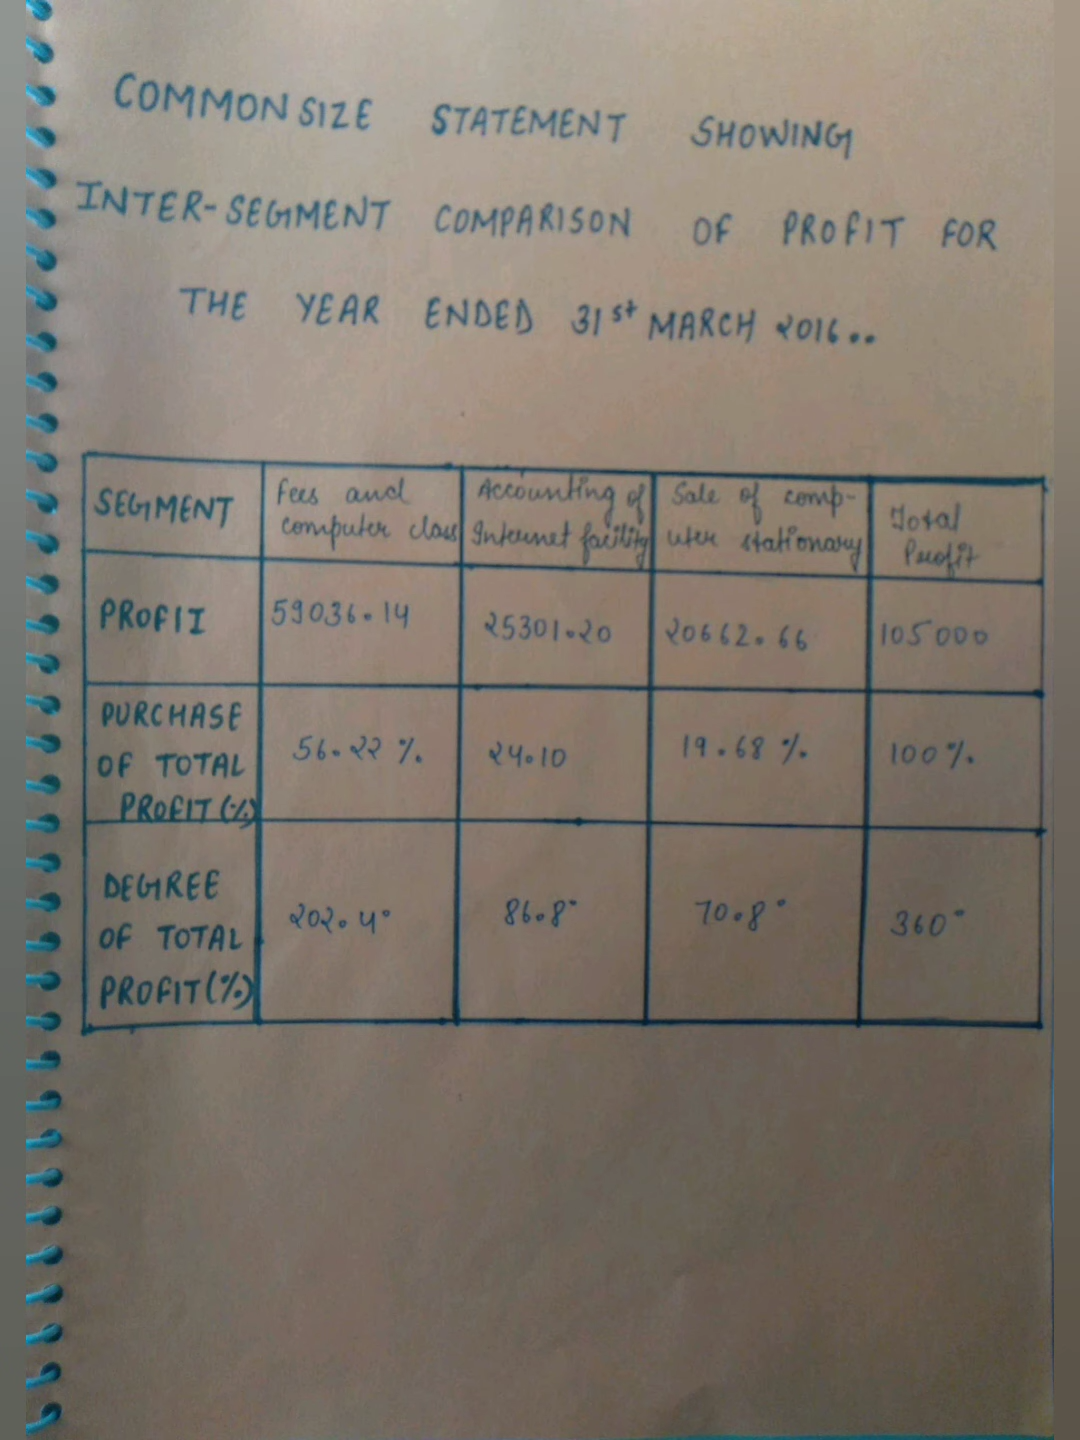 COMMON SIZE STATEMENT SHOWING
INTER-SEGMENT COMPARISON OF PROFIT FOR
THE YEAR ENDED 31st MARCH 2016..
SEGMENT
Fees and
computer class
Accounting of
Internet facility
Sale of comp-
uter stationary
Total
Profit
PROFIT
59036.14
25301.20
20662.66
105000
PURCHASE
OF TOTAL
PROFIT (%)
56.22 %.
24.10
19.68 %.
100%.
DEGREE
OF TOTAL
PROFIT (%)
202.4°
86.8°
70.8°
360°